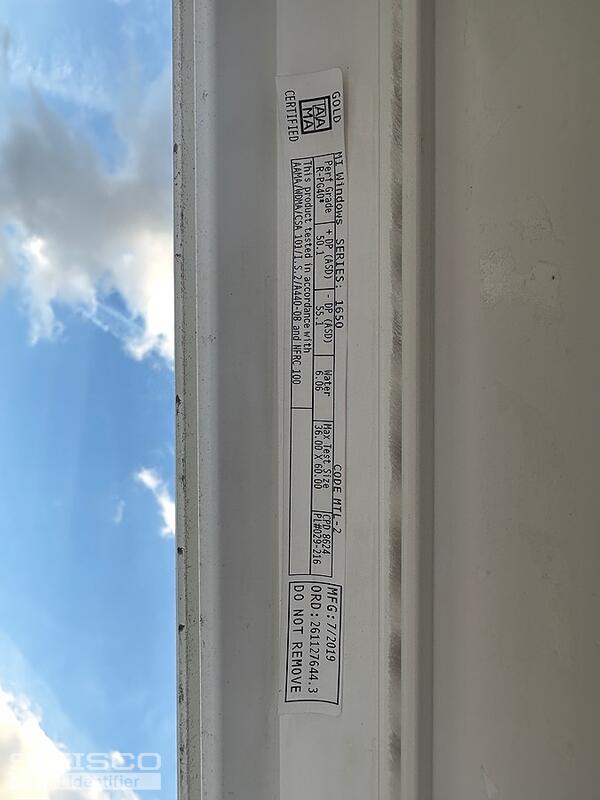 GOLD
AA
MA
CERTIFIED
MI Windows SERIES: 1650 CODE MTL-2
Perf Grade + DP (ASD) - DP (ASD) Water Max Test Size CPD 8624
R-PG40* 50.1 55.1 6.06 36.00 X 60.00 PL#029-216
This product tested in accordance with
AAMA/WDMA/CSA 101/I.S.2/A440-08 and NFRC 100
MFG: 7/2019
ORD: 261127644.3
DO NOT REMOVE